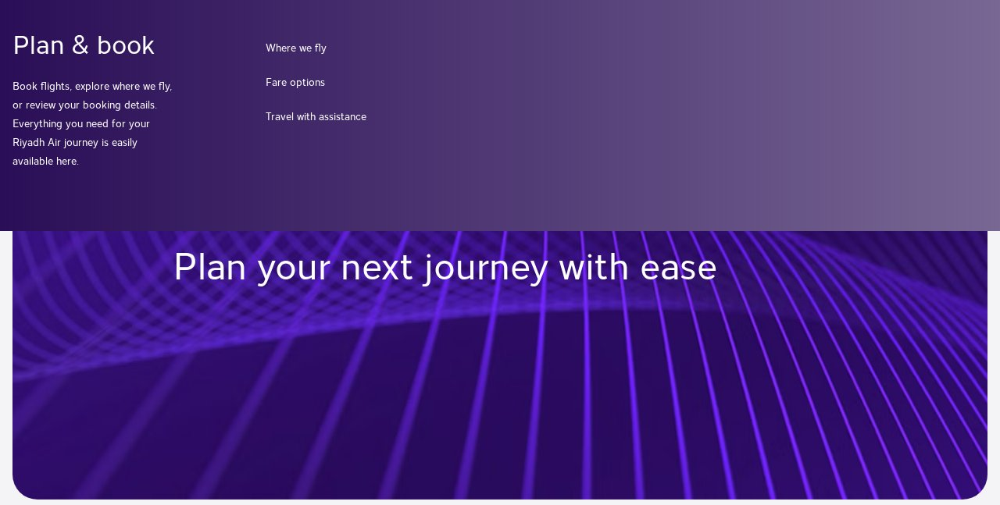 Plan & book
Book flights, explore where we fly,
or review your booking details.
Everything you need for your
Riyadh Air journey is easily
available here.
Where we fly
Fare options
Travel with assistance
Plan your next journey with ease